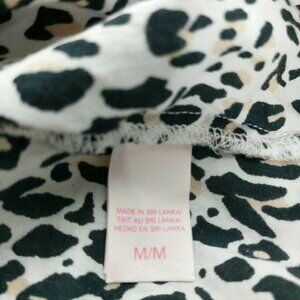 MADE IN SRI LANKA/
FAIT AU SRI LANKA/
HECHO EN SRI LANKA
M/M